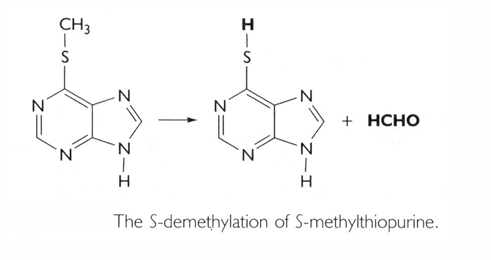 CH₃ H
S S
N N N N
N N + HCHO
N N
H H
The S-demethylation of S-methylthiopurine.